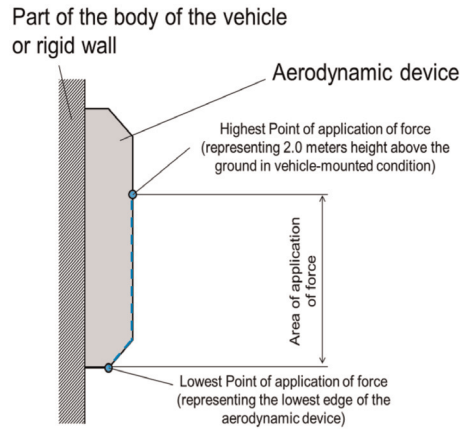 Part of the body of the vehicle
or rigid wall
Aerodynamic device
Highest Point of application of force
(representing 2.0 meters height above the
ground in vehicle-mounted condition)
Area of application
of force
Lowest Point of application of force
(representing the lowest edge of the
aerodynamic device)